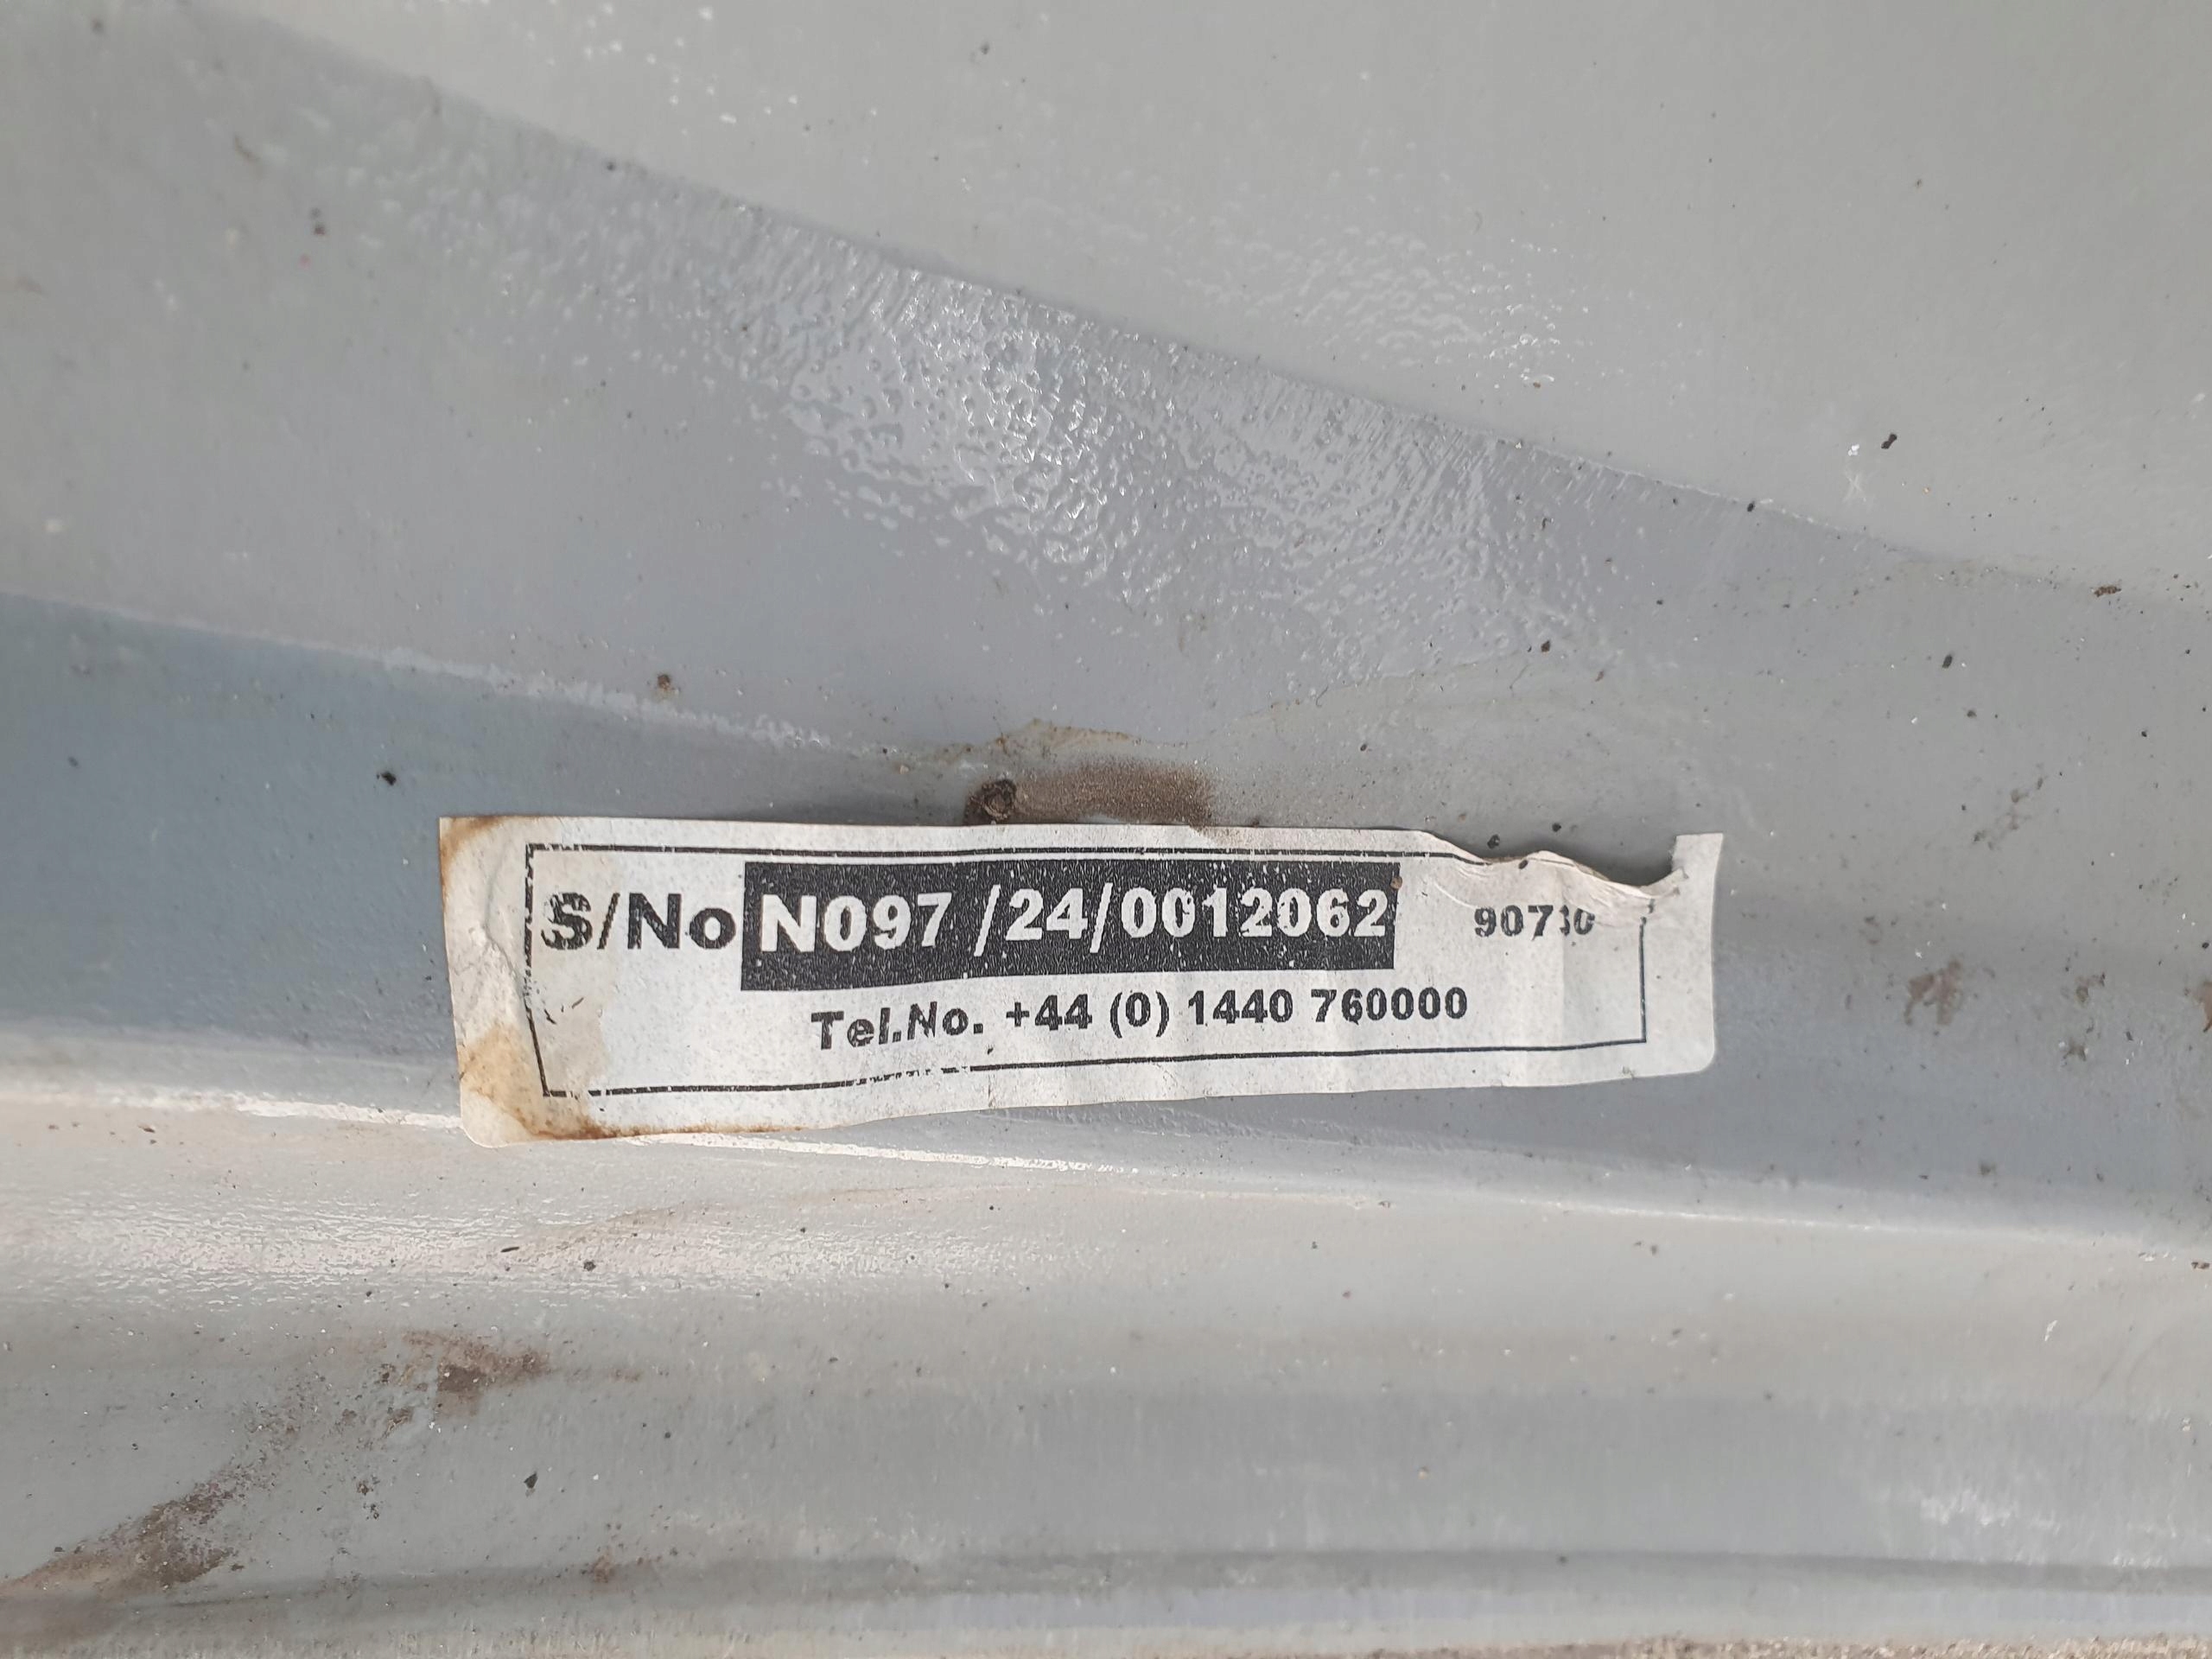 S/No N097 /24/0012062
Tel.No. +44 (0) 1440 760000